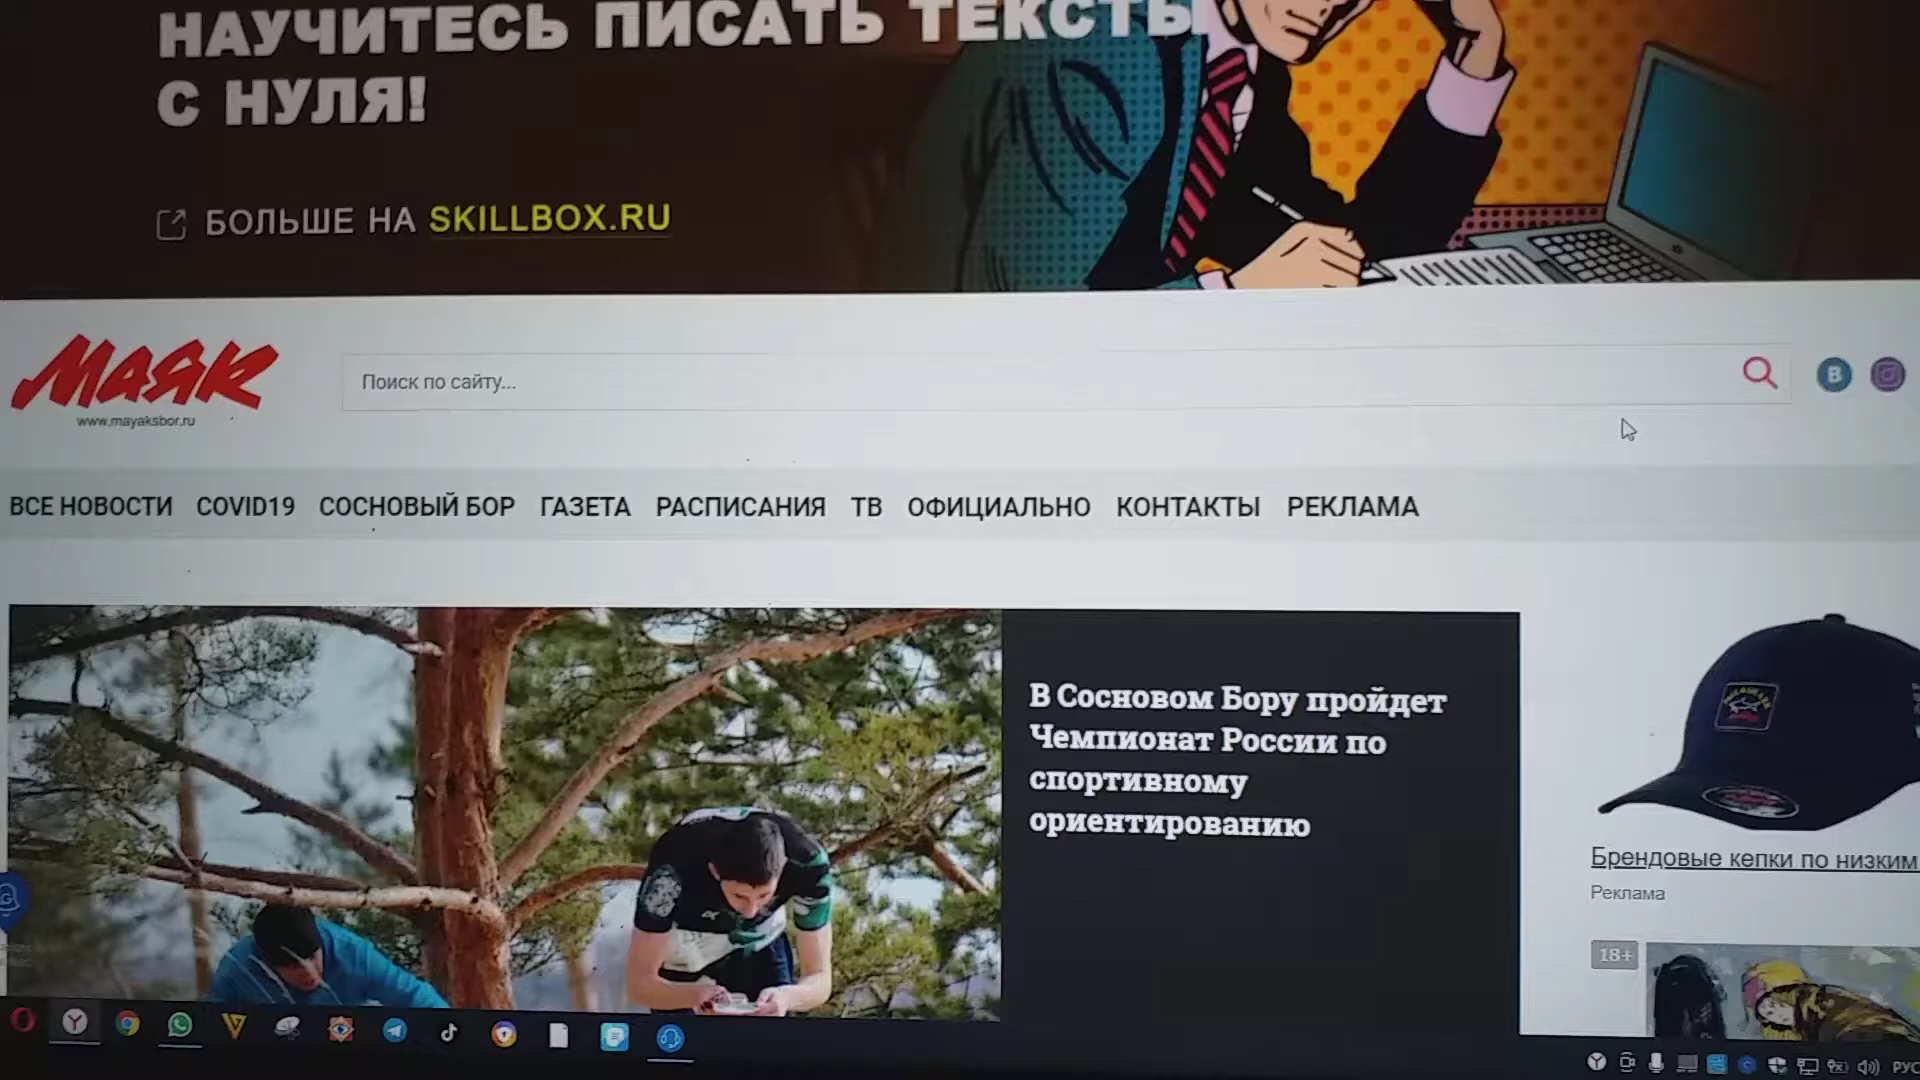 НАУЧИТЕСЬ ПИСАТЬ ТЕКСТЫ
С НУЛЯ!
БОЛЬШЕ НА SKILLBOX.RU
МАЯК
www.mayaksbor.ru
Поиск по сайту...
ВСЕ НОВОСТИ COVID19 СОСНОВЫЙ БОР ГАЗЕТА РАСПИСАНИЯ ТВ ОФИЦИАЛЬНО КОНТАКТЫ РЕКЛАМА
В Сосновом Бору пройдет
Чемпионат России по
спортивному
ориентированию
Брендовые кепки по низким
Реклама
18+
РУС